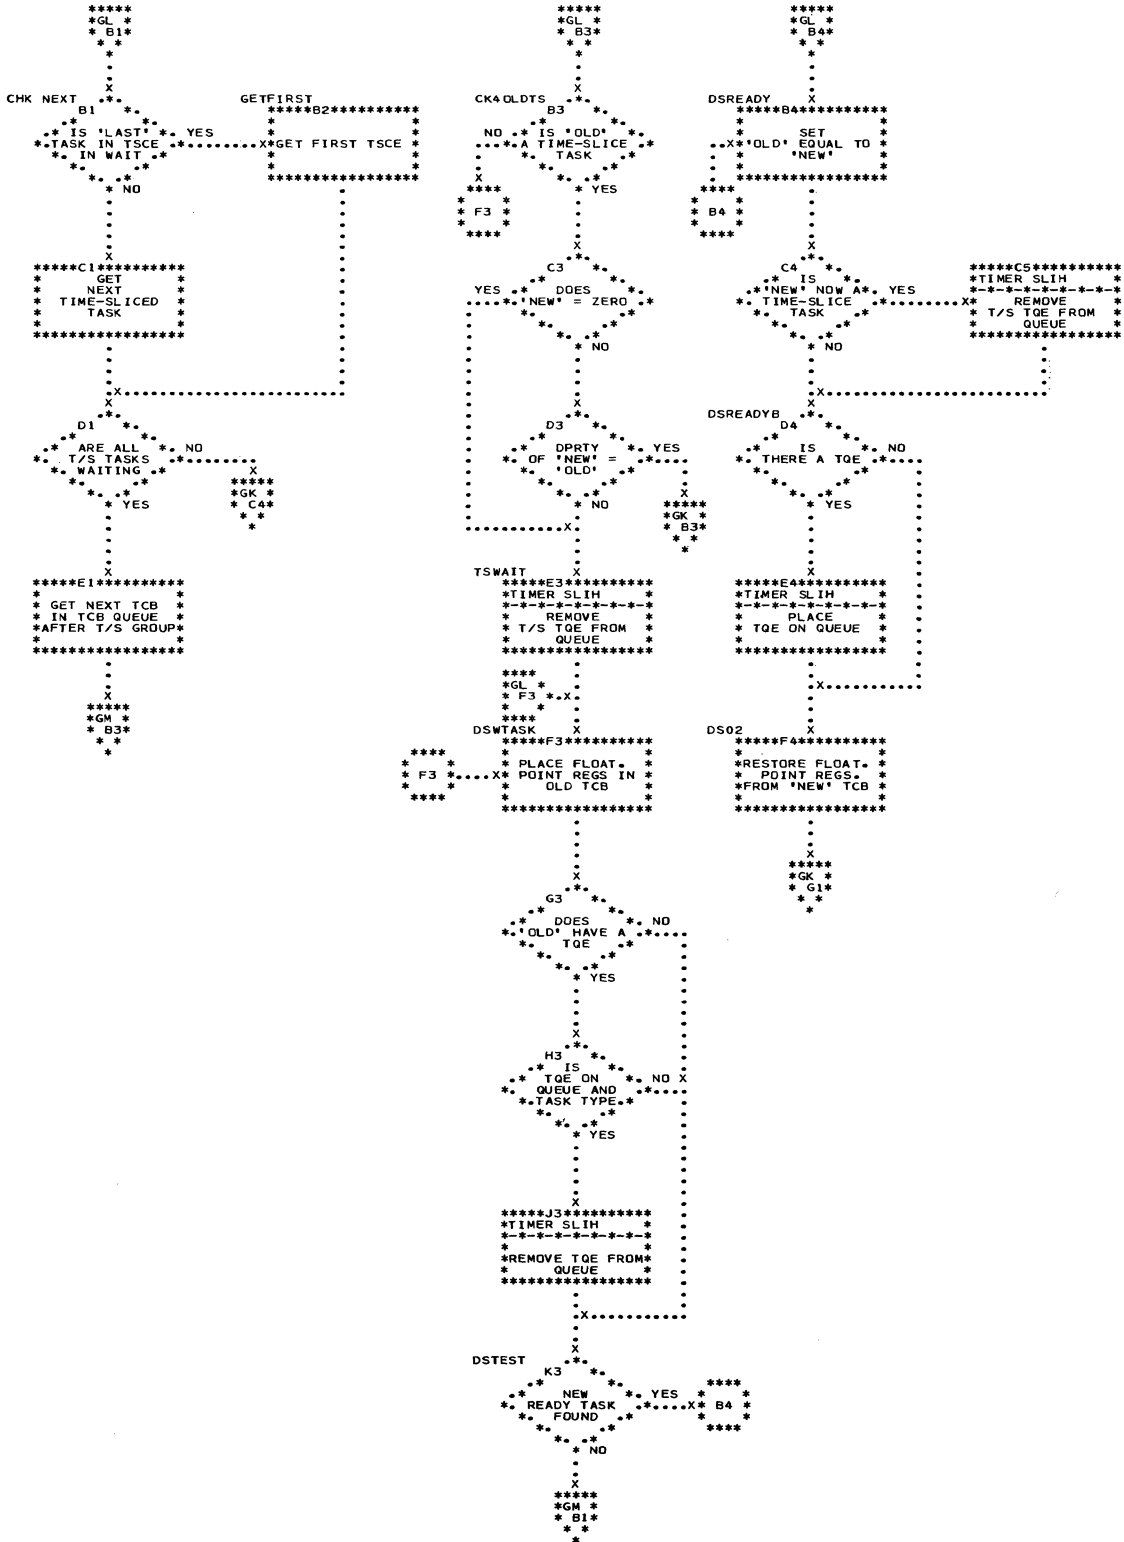 GL
B1
GL
B3
GL
B4
CHK NEXT
B1
IS 'LAST'
TASK IN TSCE
IN WAIT
YES
NO
GETFIRST
B2
GET FIRST TSCE
CK4OLDTS
B3
IS 'OLD'
A TIME-SLICE
TASK
NO
YES
F3
DSREADY
B4
SET
'OLD' EQUAL TO
'NEW'
B4
C1
GET
NEXT
TIME-SLICED
TASK
C3
DOES
'NEW' = ZERO
YES
NO
C4
IS
'NEW' NOW A
TIME-SLICE
TASK
YES
NO
C5
TIMER SLIH
REMOVE
T/S TQE FROM
QUEUE
D1
ARE ALL
T/S TASKS
WAITING
NO
YES
GK
C4
D3
DPRTY
OF 'NEW' =
'OLD'
YES
NO
GK
B3
DSREADYB
D4
IS
THERE A TQE
NO
YES
E1
GET NEXT TCB
IN TCB QUEUE
AFTER T/S GROUP
TSWAIT
E3
TIMER SLIH
REMOVE
T/S TQE FROM
QUEUE
E4
TIMER SLIH
PLACE
TQE ON QUEUE
GM
B3
GL
F3
DSWTASK
F3
PLACE FLOAT.
POINT REGS IN
OLD TCB
F3
DS02
F4
RESTORE FLOAT.
POINT REGS.
FROM 'NEW' TCB
GK
G1
G3
DOES
'OLD' HAVE A
TQE
NO
YES
H3
IS
TQE ON
QUEUE AND
TASK TYPE
NO
YES
J3
TIMER SLIH
REMOVE TQE FROM
QUEUE
DSTEST
K3
NEW
READY TASK
FOUND
YES
B4
NO
GM
B1